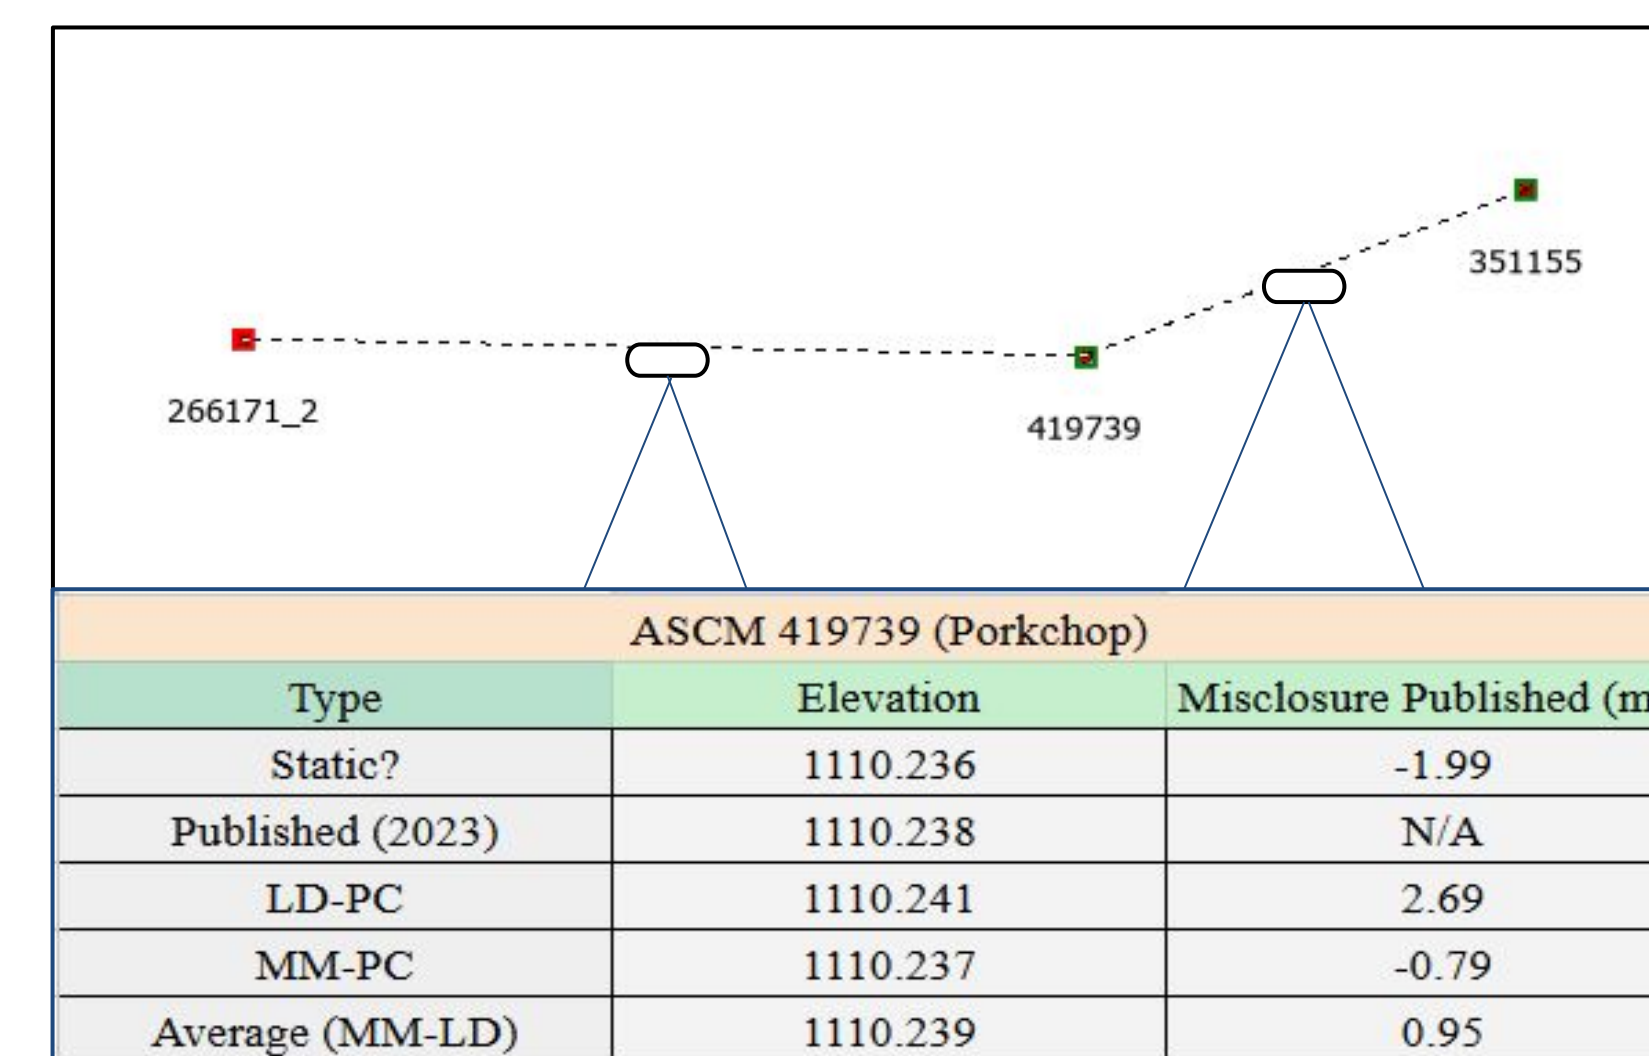 351155
266171_2
419739
ASCM 419739 (Porkchop)
Type Elevation Misclosure Published (m
Static? 1110.236 -1.99
Published (2023) 1110.238 N/A
LD-PC 1110.241 2.69
MM-PC 1110.237 -0.79
Average (MM-LD) 1110.239 0.95